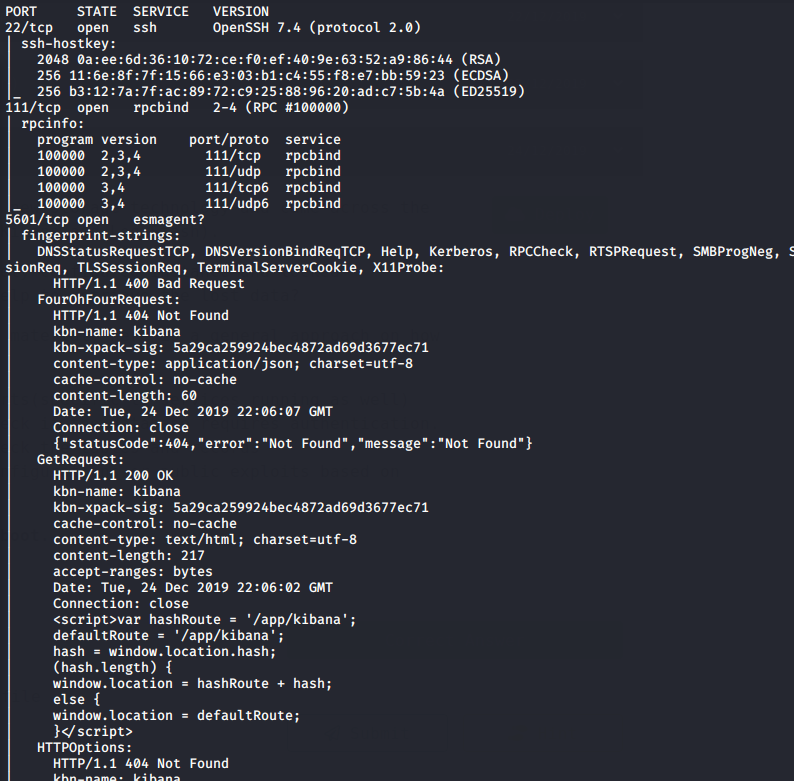 PORT     STATE  SERVICE   VERSION
22/tcp   open   ssh       OpenSSH 7.4 (protocol 2.0)
| ssh-hostkey:
|   2048 0a:ee:6d:36:10:72:ce:f0:ef:40:9e:63:52:a9:86:44 (RSA)
|   256 11:6e:8f:7f:15:66:e3:03:b1:c4:55:f8:e7:bb:59:23 (ECDSA)
|_  256 b3:12:7a:7f:ac:89:72:c9:25:88:96:20:ad:c7:5b:4a (ED25519)
111/tcp  open   rpcbind   2-4 (RPC #100000)
| rpcinfo:
|   program version    port/proto  service
|   100000  2,3,4        111/tcp   rpcbind
|   100000  2,3,4        111/udp   rpcbind
|   100000  3,4          111/tcp6  rpcbind
|_  100000  3,4          111/udp6  rpcbind
5601/tcp open   esmagent?
| fingerprint-strings:
|   DNSStatusRequestTCP, DNSVersionBindReqTCP, Help, Kerberos, RPCCheck, RTSPRequest, SMBProgNeg, S
sionReq, TLSSessionReq, TerminalServerCookie, X11Probe:
|     HTTP/1.1 400 Bad Request
|   FourOhFourRequest:
|     HTTP/1.1 404 Not Found
|     kbn-name: kibana
|     kbn-xpack-sig: 5a29ca259924bec4872ad69d3677ec71
|     content-type: application/json; charset=utf-8
|     cache-control: no-cache
|     content-length: 60
|     Date: Tue, 24 Dec 2019 22:06:07 GMT
|     Connection: close
|     {"statusCode":404,"error":"Not Found","message":"Not Found"}
|   GetRequest:
|     HTTP/1.1 200 OK
|     kbn-name: kibana
|     kbn-xpack-sig: 5a29ca259924bec4872ad69d3677ec71
|     cache-control: no-cache
|     content-type: text/html; charset=utf-8
|     content-length: 217
|     accept-ranges: bytes
|     Date: Tue, 24 Dec 2019 22:06:02 GMT
|     Connection: close
|     <script>var hashRoute = '/app/kibana';
|     defaultRoute = '/app/kibana';
|     hash = window.location.hash;
|     (hash.length) {
|     window.location = hashRoute + hash;
|     else {
|     window.location = defaultRoute;
|     }</script>
|   HTTPOptions:
|     HTTP/1.1 404 Not Found
|     kbn-name: kibana